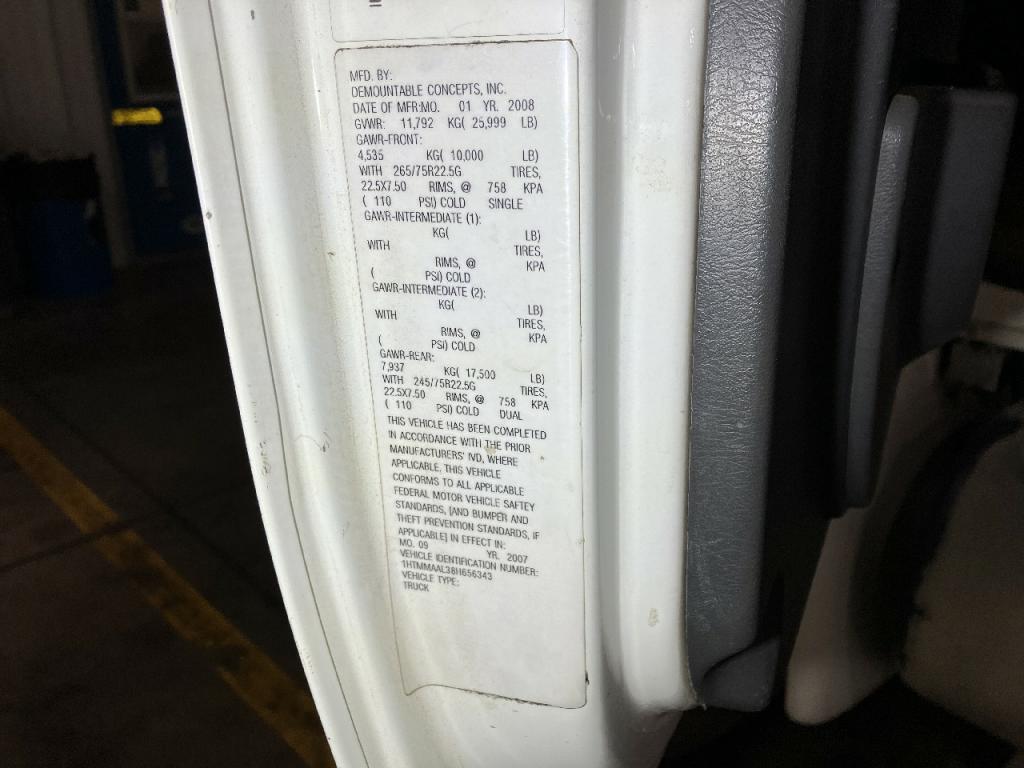 MFD. BY:
DEMOUNTABLE CONCEPTS, INC.
DATE OF MFR:MO. 01 YR. 2008
GVWR: 11,792 KG( 25,999 LB)
GAWR-FRONT:
4,535 KG( 10,000 LB)
WITH 265/75R22.5G TIRES,
22.5X7.50 RIMS, @ 758 KPA
( 110 PSI) COLD SINGLE
GAWR-INTERMEDIATE (1):
KG( LB)
WITH TIRES,
RIMS, @ KPA
( PSI) COLD
GAWR-INTERMEDIATE (2):
KG( LB)
WITH TIRES,
RIMS, @ KPA
( PSI) COLD
GAWR-REAR:
7,937 KG( 17,500 LB)
WITH 245/75R22.5G TIRES,
22.5X7.50 RIMS, @ 758 KPA
( 110 PSI) COLD DUAL
THIS VEHICLE HAS BEEN COMPLETED
IN ACCORDANCE WITH THE PRIOR
MANUFACTURERS' IVD, WHERE
APPLICABLE, THIS VEHICLE
CONFORMS TO ALL APPLICABLE
FEDERAL MOTOR VEHICLE SAFTEY
STANDARDS, [AND BUMPER AND
THEFT PREVENTION STANDARDS, IF
APPLICABLE] IN EFFECT IN:
MO. 09 YR. 2007
VEHICLE IDENTIFICATION NUMBER:
1HTMMAAL38H656343
VEHICLE TYPE:
TRUCK